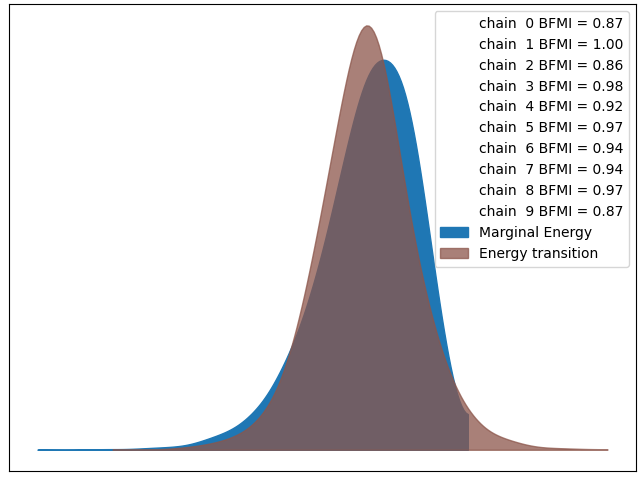 chain  0 BFMI = 0.87
chain  1 BFMI = 1.00
chain  2 BFMI = 0.86
chain  3 BFMI = 0.98
chain  4 BFMI = 0.92
chain  5 BFMI = 0.97
chain  6 BFMI = 0.94
chain  7 BFMI = 0.94
chain  8 BFMI = 0.97
chain  9 BFMI = 0.87
Marginal Energy
Energy transition